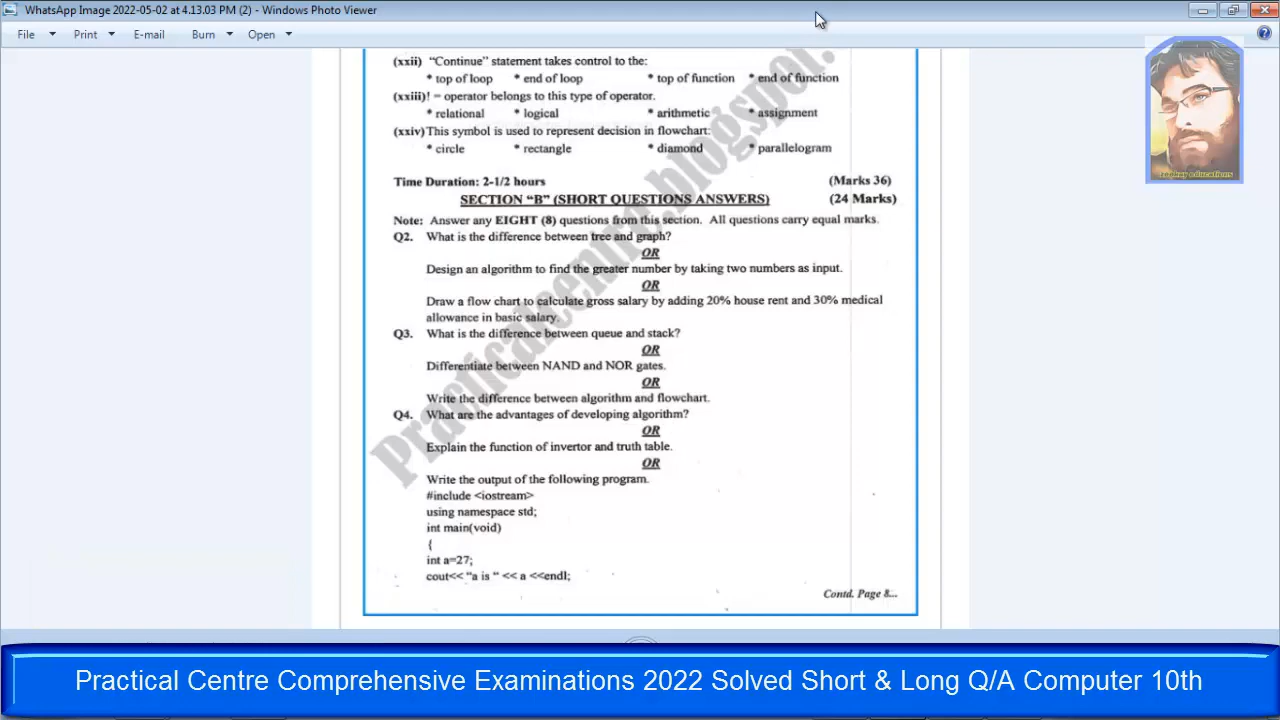 WhatsApp Image 2022-05-02 at 4.13.03 PM (2) - Windows Photo Viewer
File Print E-mail Burn Open
(xxii) "Continue" statement takes control to the:
* top of loop * end of loop * top of function * end of function
(xxiii)! = operator belongs to this type of operator.
* relational * logical * arithmetic * assignment
(xxiv)This symbol is used to represent decision in flowchart:
* circle * rectangle * diamond * parallelogram
Time Duration: 2-1/2 hours (Marks 36)
SECTION "B" (SHORT QUESTIONS ANSWERS) (24 Marks)
Note: Answer any EIGHT (8) questions from this section. All questions carry equal marks.
Q2. What is the difference between tree and graph?
OR
Design an algorithm to find the greater number by taking two numbers as input.
OR
Draw a flow chart to calculate gross salary by adding 20% house rent and 30% medical
allowance in basic salary.
Q3. What is the difference between queue and stack?
OR
Differentiate between NAND and NOR gates.
OR
Write the difference between algorithm and flowchart.
Q4. What are the advantages of developing algorithm?
OR
Explain the function of invertor and truth table.
OR
Write the output of the following program.
#include <iostream>
using namespace std;
int main(void)
{
int a=27;
cout<< "a is " << a <<endl;
Contd. Page 8...
Practicalcentre.blogspot.
zonkay educations
Practical Centre Comprehensive Examinations 2022 Solved Short & Long Q/A Computer 10th